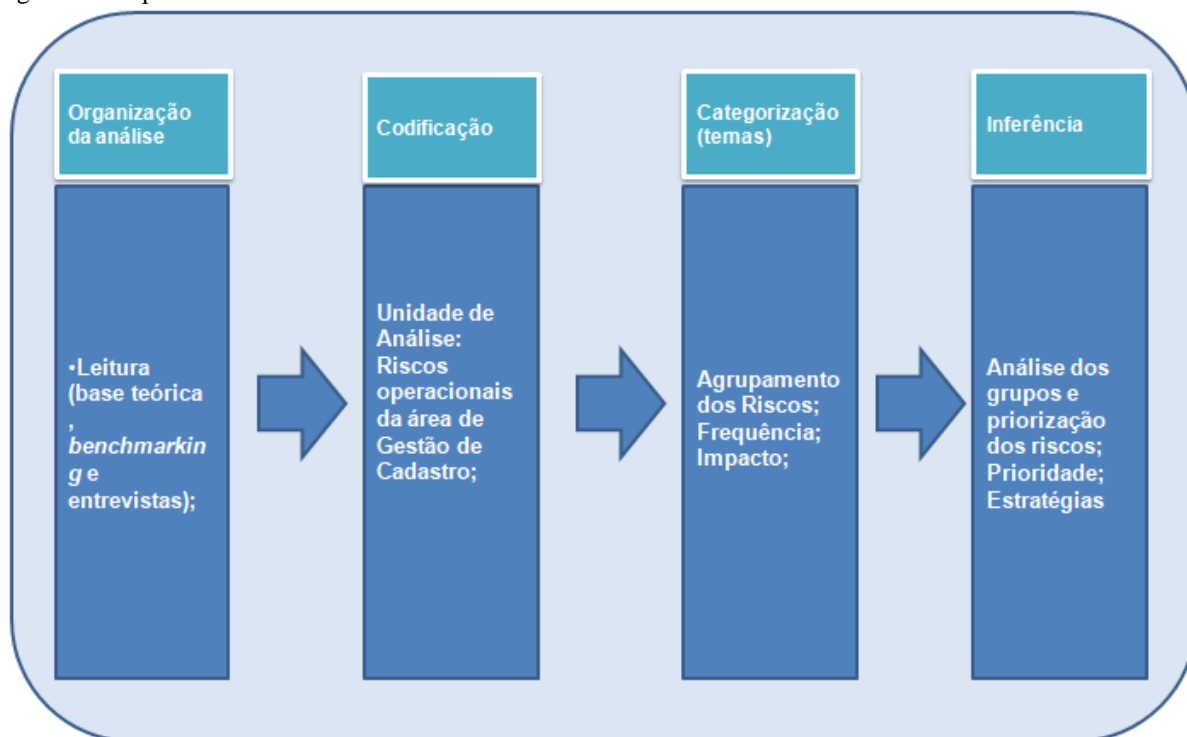 Organização
da análise
Codificação
Categorização
(temas)
Inferência
•Leitura
(base teórica
,
benchmarkin
g e
entrevistas);
Unidade de
Análise:
Riscos
operacionais
da área de
Gestão de
Cadastro;
Agrupamento
dos Riscos;
Frequência;
Impacto;
Análise dos
grupos e
priorização
dos riscos;
Prioridade;
Estratégias